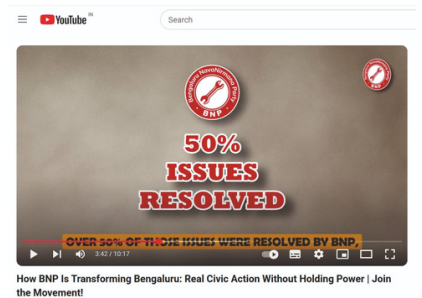 YouTube IN
Search
Bengaluru NavaNirmana Party
BNP
BNP
50%
ISSUES
RESOLVED
OVER 50% OF THOSE ISSUES WERE RESOLVED BY BNP,
3:42 / 10:17
How BNP Is Transforming Bengaluru: Real Civic Action Without Holding Power | Join
the Movement!